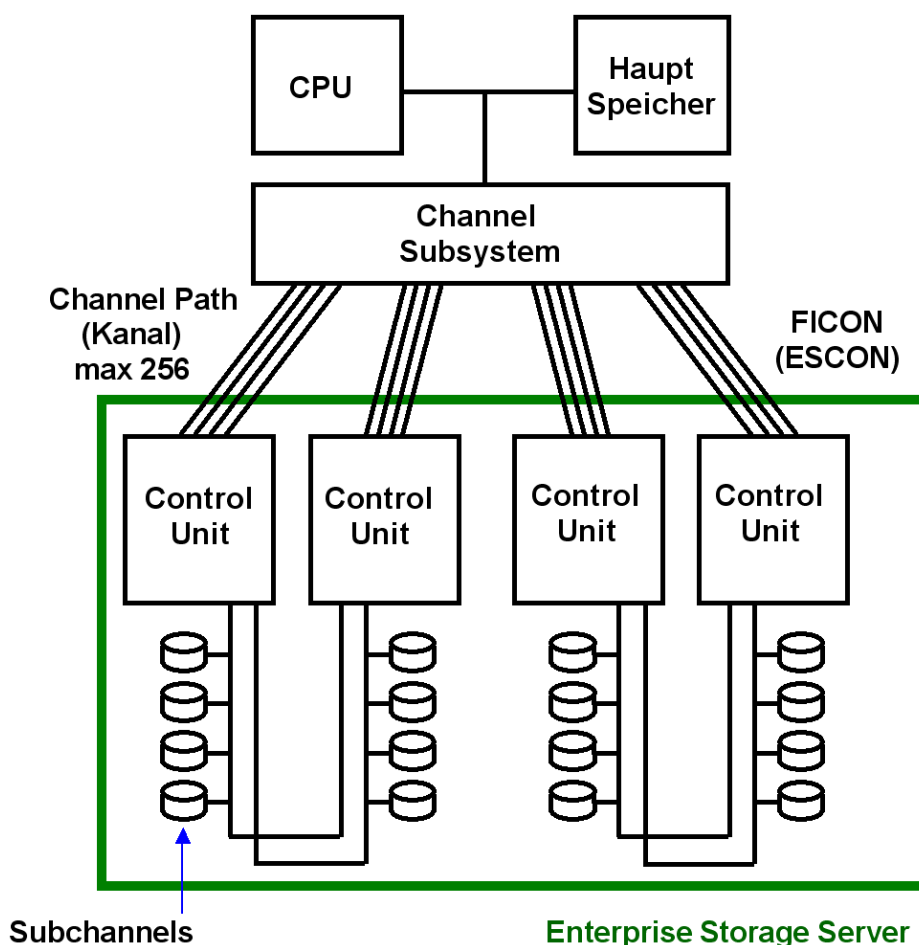 CPU
Haupt
Speicher
Channel
Subsystem
Channel Path
(Kanal)
max 256
FICON
(ESCON)
Control
Unit
Control
Unit
Control
Unit
Control
Unit
Subchannels
Enterprise Storage Server